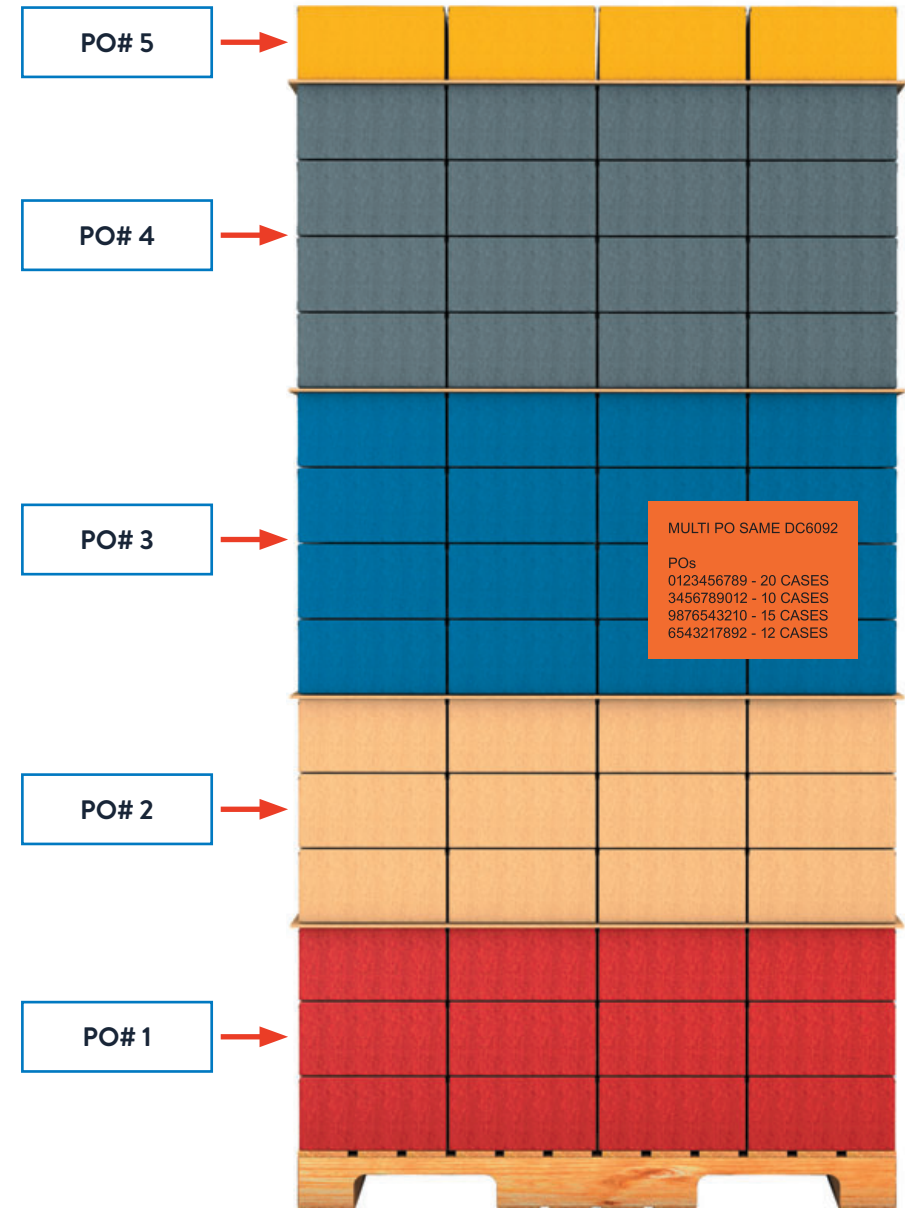 PO# 5
PO# 4
PO# 3
MULTI PO SAME DC6092
POs
0123456789 - 20 CASES
3456789012 - 10 CASES
9876543210 - 15 CASES
6543217892 - 12 CASES
PO# 2
PO# 1